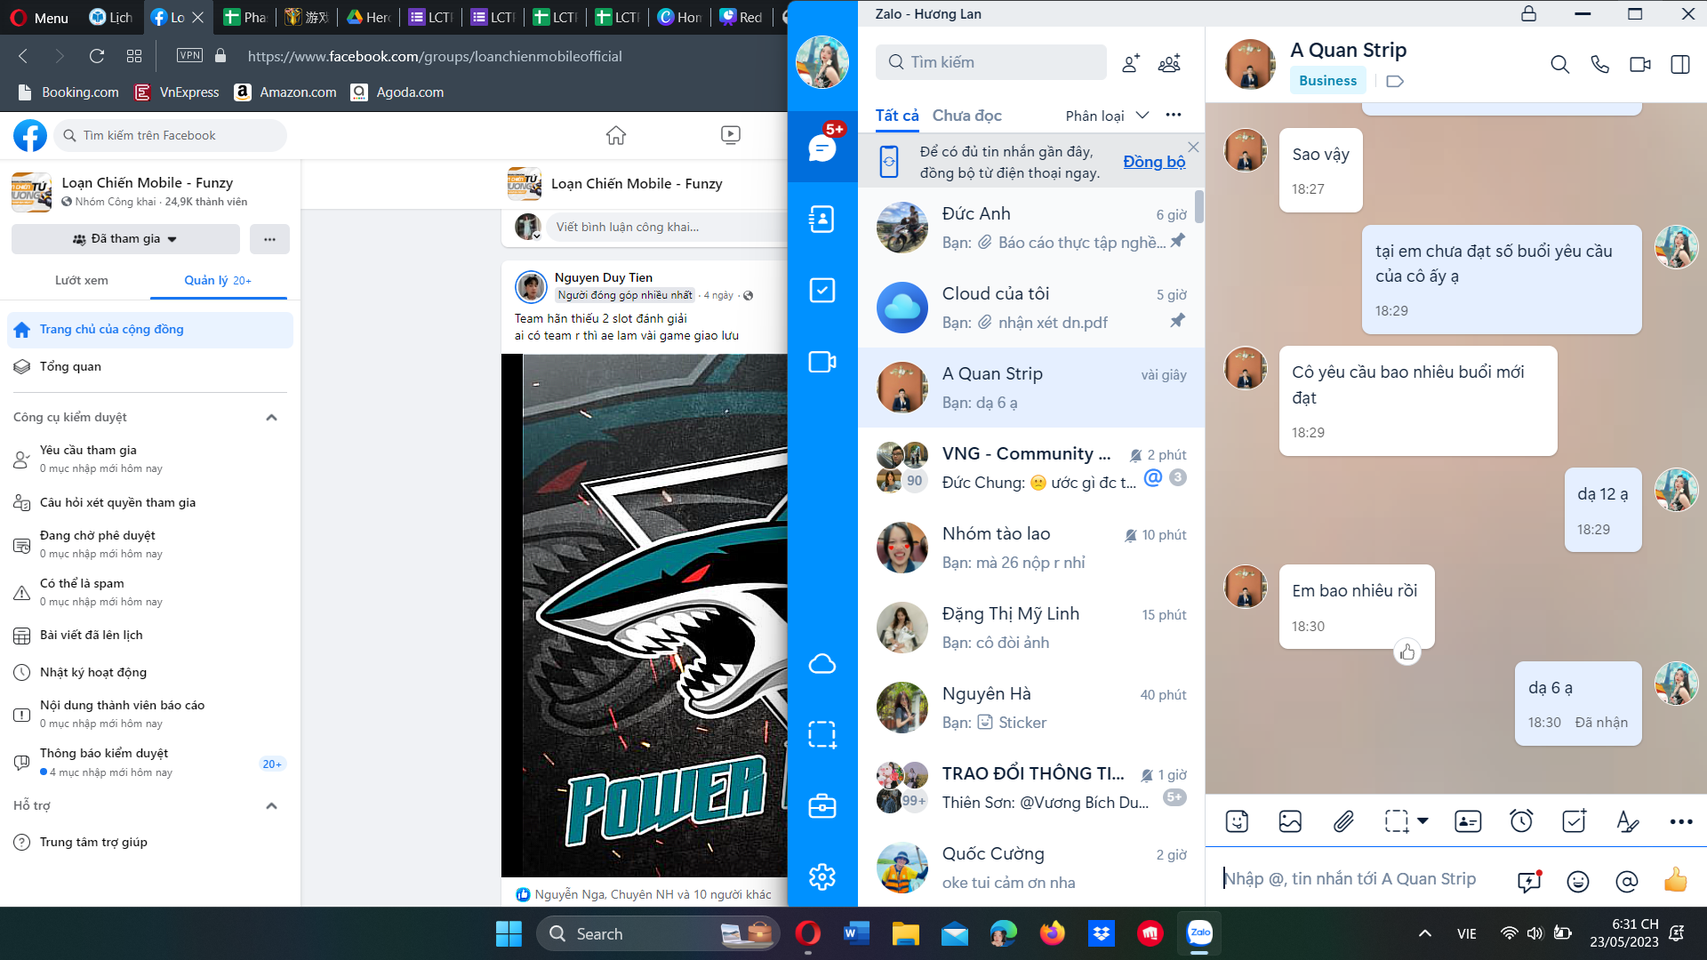 Menu
Lịch
Lo
Pha
游戏
Her
LCT
LCT
LCT
LCT
Hom
Red
VPN
https://www.facebook.com/groups/loanchienmobileofficial
Booking.com
VnExpress
Amazon.com
Agoda.com
Tìm kiếm trên Facebook
Loạn Chiến Mobile - Funzy
Nhóm Công khai · 24,9K thành viên
Đã tham gia
Lướt xem
Quản lý 20+
Trang chủ của cộng đồng
Tổng quan
Công cụ kiểm duyệt
Yêu cầu tham gia
0 mục nhập mới hôm nay
Câu hỏi xét quyền tham gia
Đang chờ phê duyệt
0 mục nhập mới hôm nay
Có thể là spam
0 mục nhập mới hôm nay
Bài viết đã lên lịch
Nhật ký hoạt động
Nội dung thành viên báo cáo
0 mục nhập mới hôm nay
Thông báo kiểm duyệt
4 mục nhập mới hôm nay
20+
Hỗ trợ
Trung tâm trợ giúp
Loạn Chiến Mobile - Funzy
Viết bình luận công khai...
Nguyen Duy Tien
Người đóng góp nhiều nhất · 4 ngày ·
Team hãn thiếu 2 slot đánh giải
ai có team r thì ae lam vài game giao lưu
POWER
Nguyễn Nga, Chuyên NH và 10 người khác
Zalo - Hương Lan
5+
Tìm kiếm
Tất cả
Chưa đọc
Phân loại
Để có đủ tin nhắn gần đây,
đồng bộ từ điện thoại ngay.
Đồng bộ
Đức Anh
6 giờ
Bạn: Báo cáo thực tập nghề...
Cloud của tôi
5 giờ
Bạn: nhận xét dn.pdf
A Quan Strip
vài giây
Bạn: dạ 6 ạ
VNG - Community ...
2 phút
90
Đức Chung: 😕 ước gì đc t...
@ 3
Nhóm tào lao
10 phút
Bạn: mà 26 nộp r nhỉ
Đặng Thị Mỹ Linh
15 phút
Bạn: cô đòi ảnh
Nguyên Hà
40 phút
Bạn: Sticker
TRAO ĐỔI THÔNG TI...
1 giờ
99+
Thiên Sơn: @Vương Bích Du...
5+
Quốc Cường
2 giờ
oke tui cảm ơn nha
A Quan Strip
Business
Sao vậy
18:27
tại em chưa đạt số buổi yêu cầu
của cô ấy ạ
18:29
Cô yêu cầu bao nhiêu buổi mới
đạt
18:29
dạ 12 ạ
18:29
Em bao nhiêu rồi
18:30
dạ 6 ạ
18:30 Đã nhận
Nhập @, tin nhắn tới A Quan Strip
Search
Zalo
VIE
6:31 CH
23/05/2023